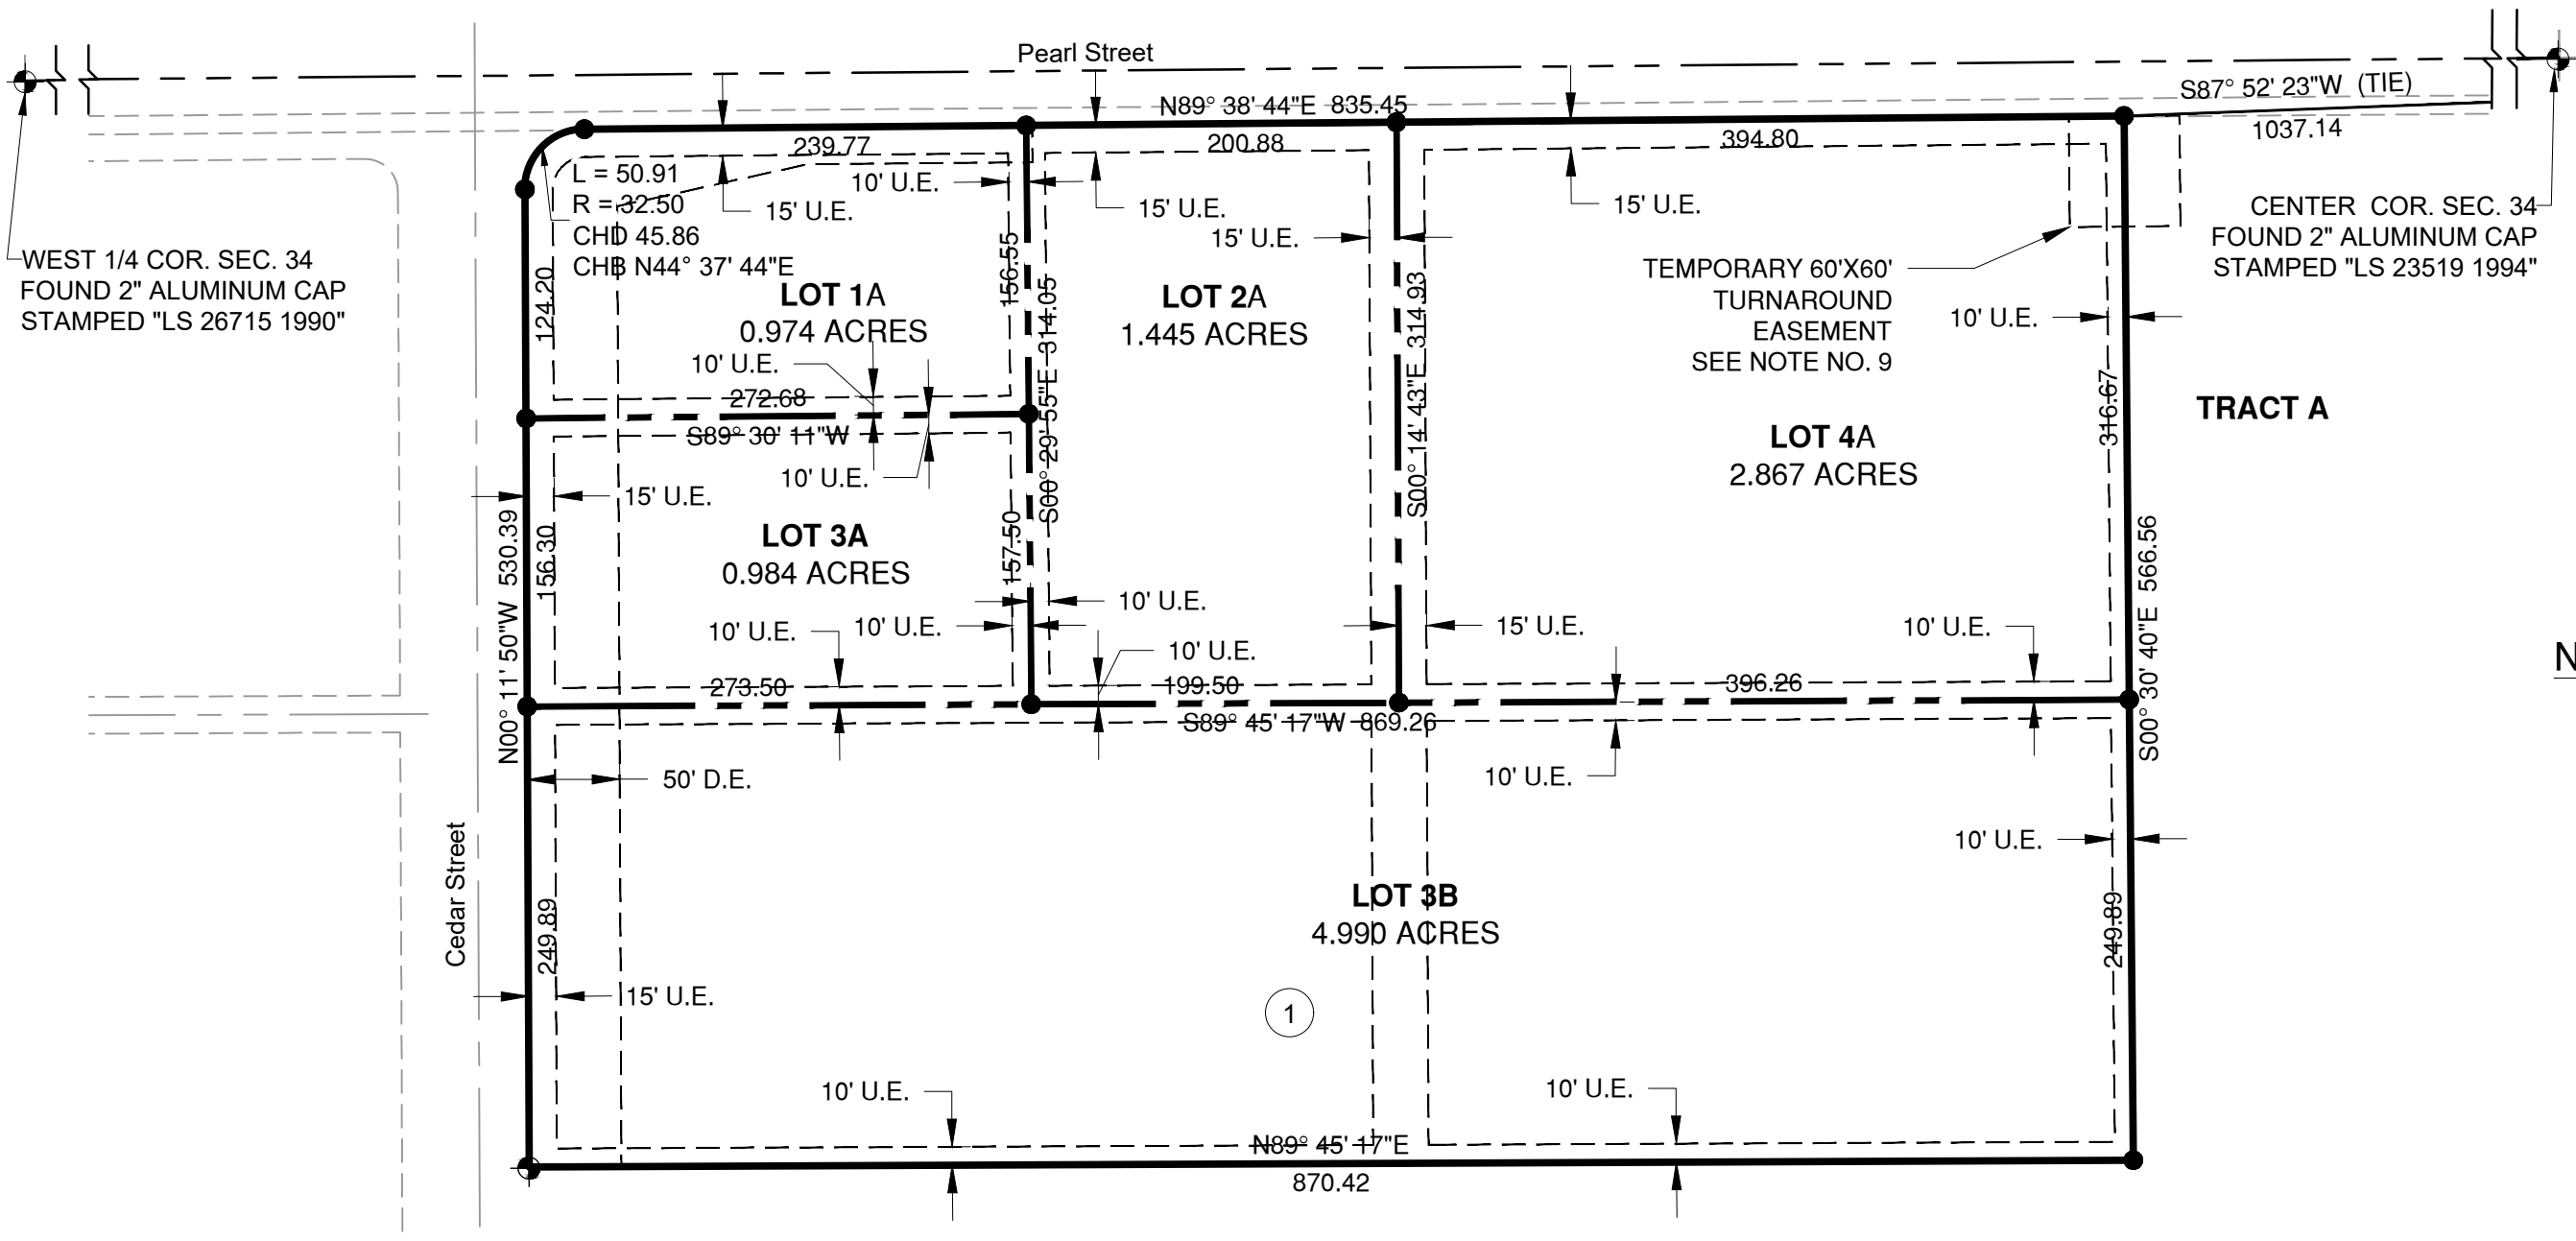 Pearl Street
N89° 38' 44"E 835.45
S87° 52' 23"W (TIE)
1037.14
239.77
200.88
394.80
L = 50.91
R = 32.50
CHD 45.86
CHB N44° 37' 44"E
10' U.E.
15' U.E.
15' U.E.
15' U.E.
15' U.E.
WEST 1/4 COR. SEC. 34
FOUND 2" ALUMINUM CAP
STAMPED "LS 26715 1990"
CENTER COR. SEC. 34
FOUND 2" ALUMINUM CAP
STAMPED "LS 23519 1994"
TEMPORARY 60'X60'
TURNAROUND
EASEMENT
SEE NOTE NO. 9
10' U.E.
124.20
LOT 1A
0.974 ACRES
156.55
S00° 29' 55"E 314.05
LOT 2A
1.445 ACRES
S00° 14' 43"E 314.93
10' U.E.
272.68
S89° 30' 11"W
10' U.E.
LOT 4A
2.867 ACRES
316.67
TRACT A
15' U.E.
LOT 3A
0.984 ACRES
156.30
157.50
N00° 11' 50"W 530.39
S00° 30' 40"E 566.56
10' U.E.
10' U.E.
10' U.E.
10' U.E.
15' U.E.
10' U.E.
273.50
199.50
396.26
S89° 45' 17"W 869.26
N
50' D.E.
10' U.E.
10' U.E.
Cedar Street
249.89
LOT 3B
4.990 ACRES
249.89
15' U.E.
1
10' U.E.
10' U.E.
N89° 45' 17"E
870.42